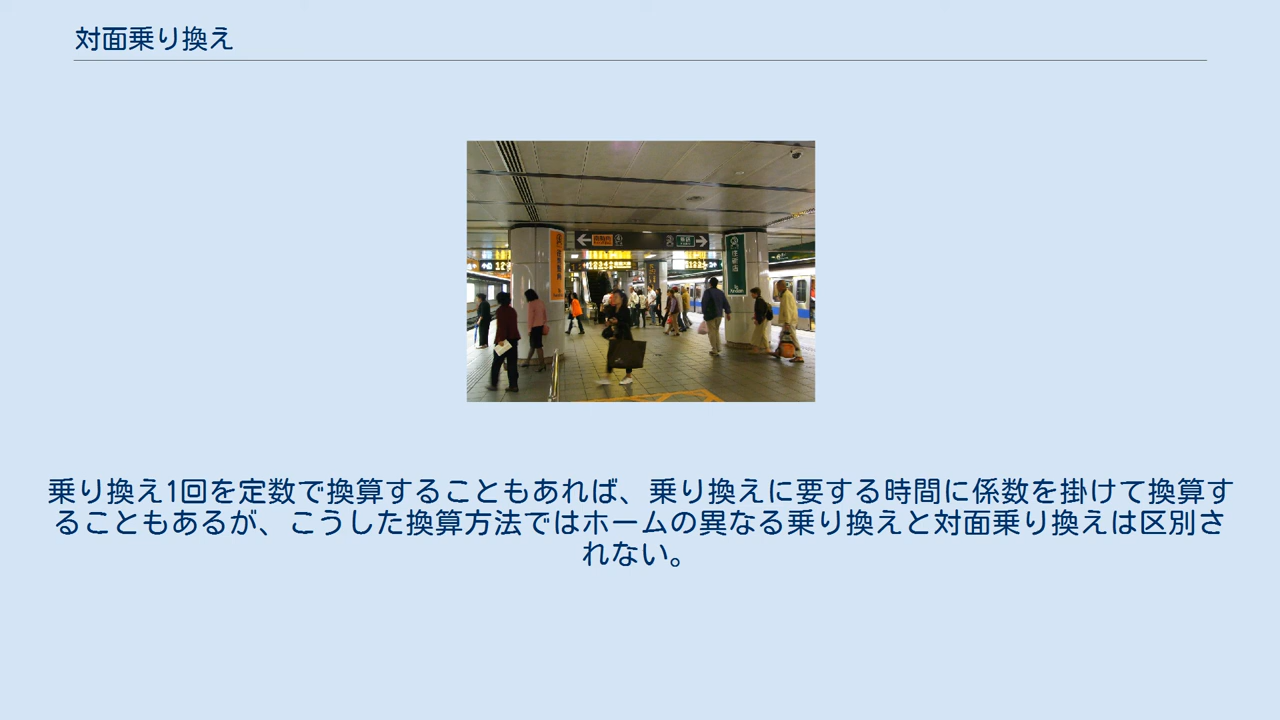 対面乗り換え
乗り換え1回を定数で換算することもあれば、乗り換えに要する時間に係数を掛けて換算す
ることもあるが、こうした換算方法ではホームの異なる乗り換えと対面乗り換えは区別さ
れない。